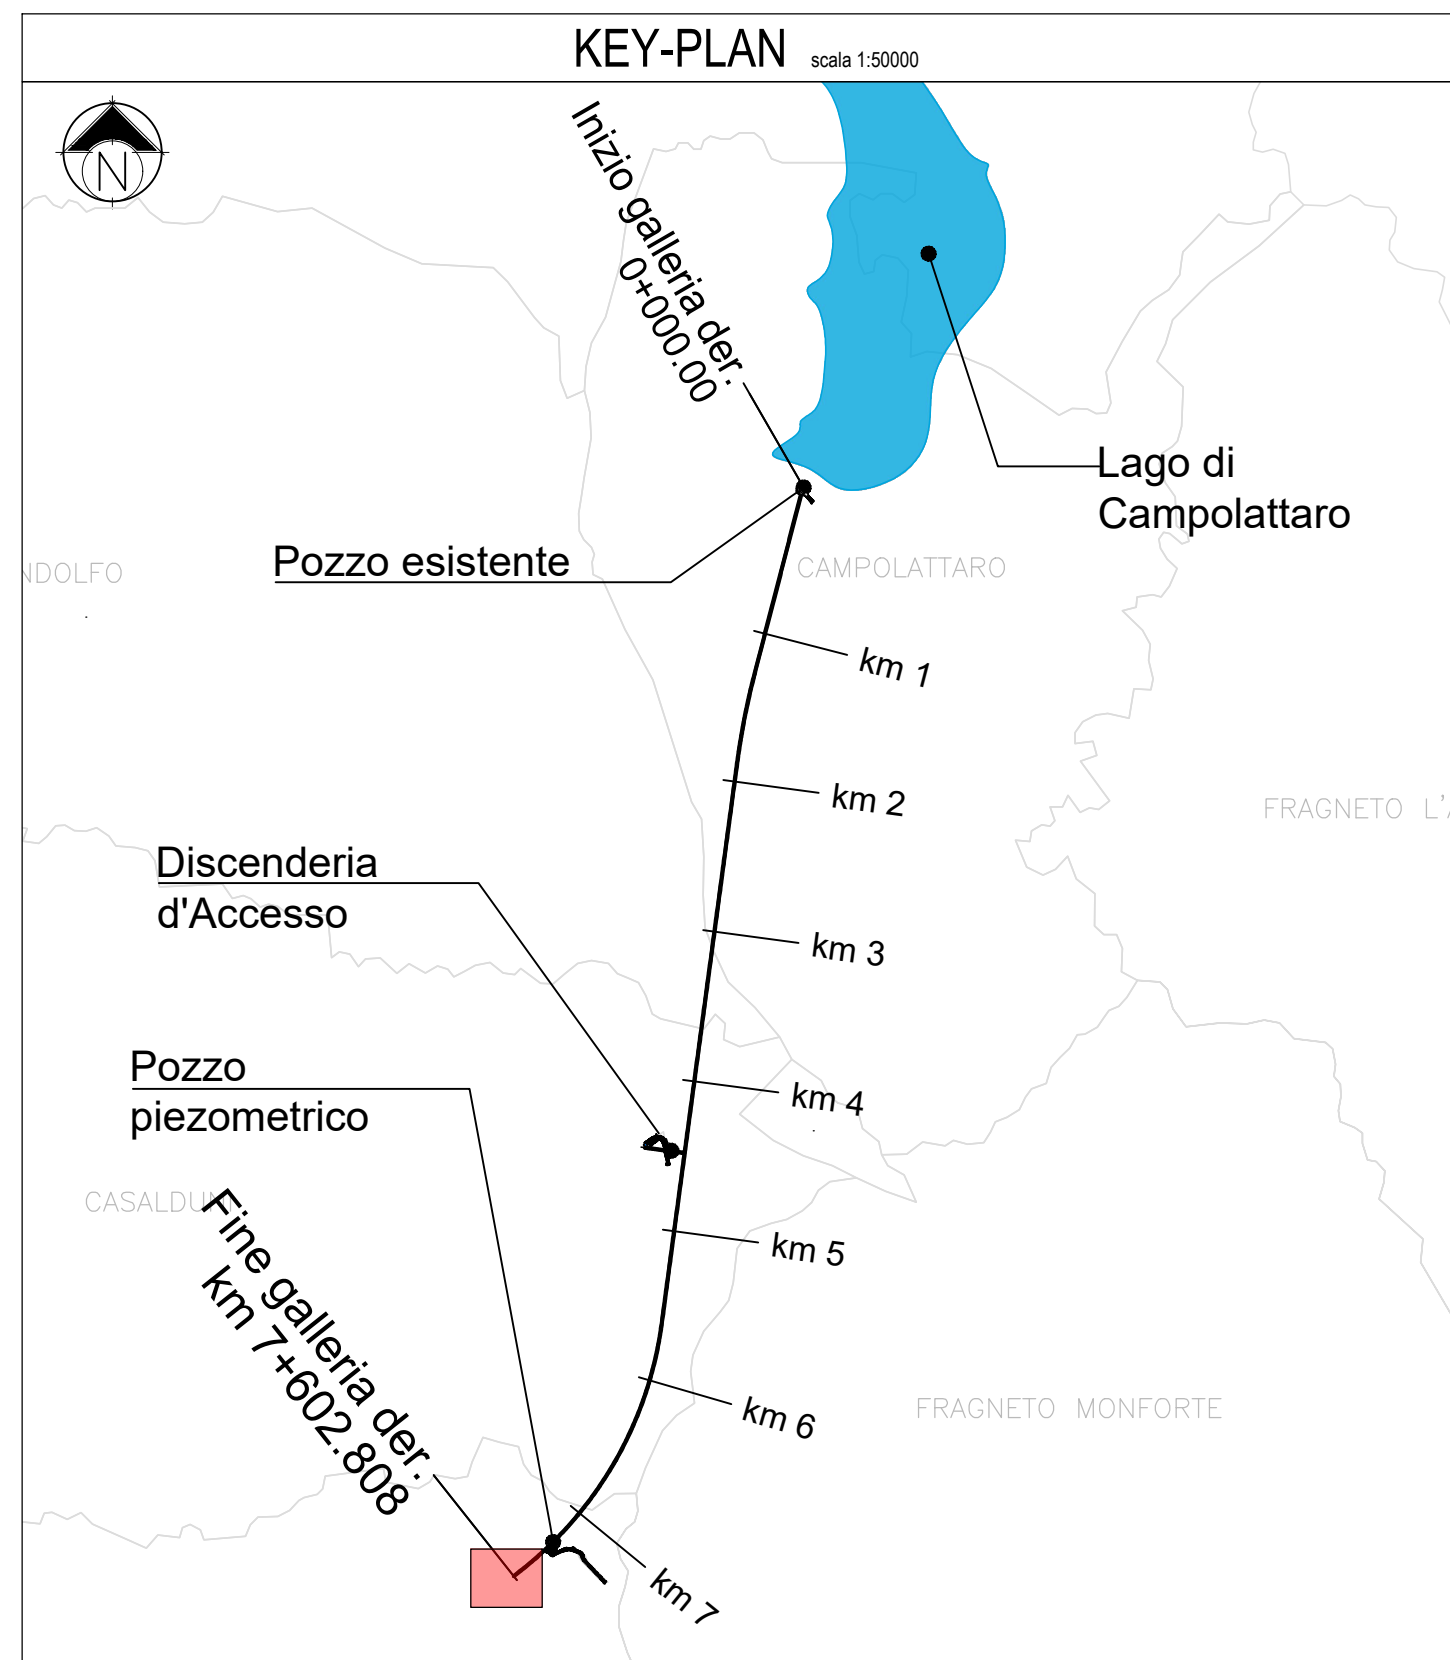 KEY-PLAN scala 1:50000
N
Inizio galleria der.
0+000.00
Lago di
Campolattaro
Pozzo esistente
NDOLFO
CAMPOLATTARO
km 1
km 2
FRAGNETO L'A
Discenderia
d'Accesso
km 3
Pozzo
piezometrico
km 4
CASALDUNI
km 5
Fine galleria der.
km 7+602.808
km 6
FRAGNETO MONFORTE
km 7